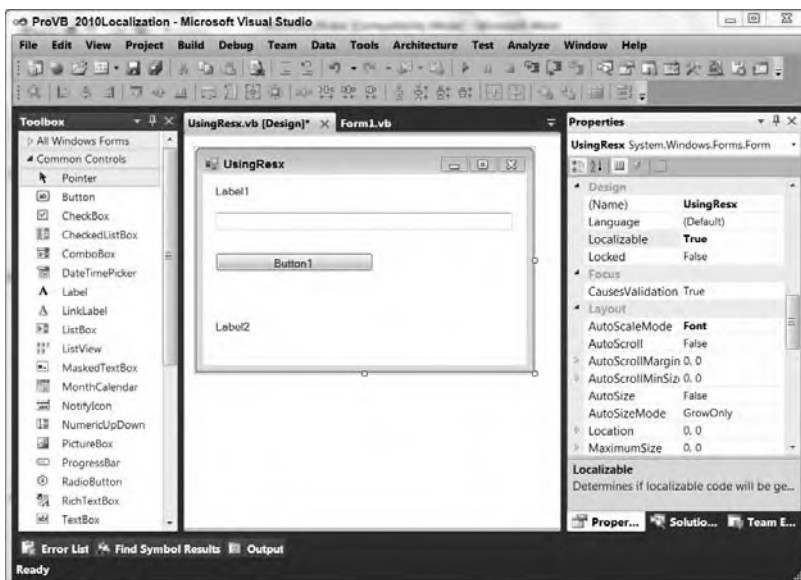 ProVB_2010Localization - Microsoft Visual Studio
File Edit View Project Build Debug Team Data Tools Architecture Test Analyze Window Help
Toolbox
All Windows Forms
Common Controls
Pointer
Button
CheckBox
CheckedListBox
ComboBox
DateTimePicker
Label
LinkLabel
ListBox
ListView
MaskedTextBox
MonthCalendar
NotifyIcon
NumericUpDown
PictureBox
ProgressBar
RadioButton
RichTextBox
TextBox
UsingResx.vb [Design]* Form1.vb
UsingResx
Label1
Button1
Label2
Properties
UsingResx System.Windows.Forms.Form
Design
(Name) UsingResx
Language (Default)
Localizable True
Locked False
Focus
CausesValidation True
Layout
AutoScaleMode Font
AutoScroll False
AutoScrollMargin 0, 0
AutoScrollMinSiz 0, 0
AutoSize False
AutoSizeMode GrowOnly
Location 0, 0
MaximumSize 0, 0
Localizable
Determines if localizable code will be ge...
Proper... Solutio... Team E...
Error List Find Symbol Results Output
Ready